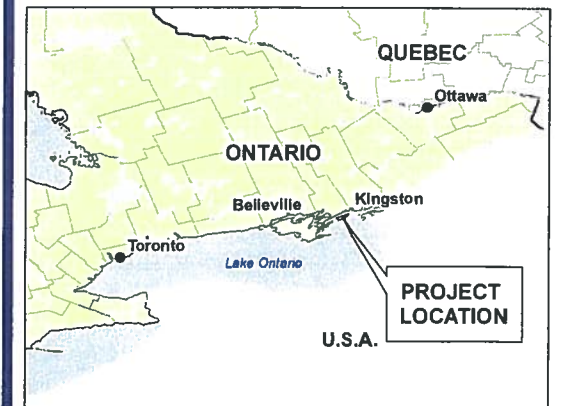 QUEBEC
Ottawa
ONTARIO
Belleville
Kingston
Toronto
Lake Ontario
PROJECT
LOCATION
U.S.A.